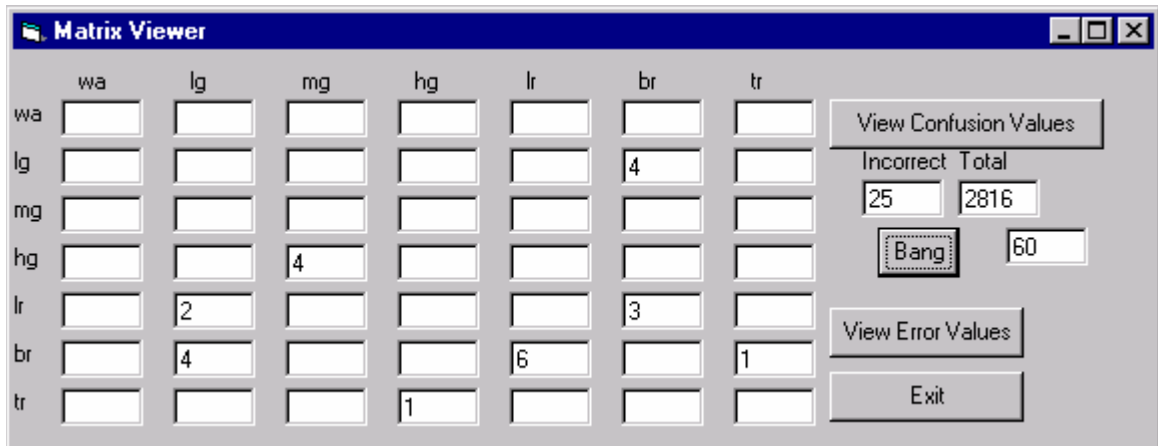 Matrix Viewer
wa lg mg hg lr br tr
wa
View Confusion Values
lg 4
Incorrect Total
25 2816
mg
Bang 60
hg 4
lr 2 3
View Error Values
br 4 6 1
Exit
tr 1